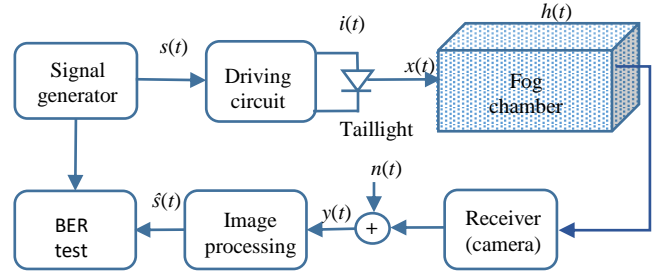 h(t)
i(t)
s(t)
Signal
generator
Driving
circuit
x(t)
Fog
chamber
Taillight
n(t)
ŝ(t)
y(t)
BER
test
Image
processing
+
Receiver
(camera)